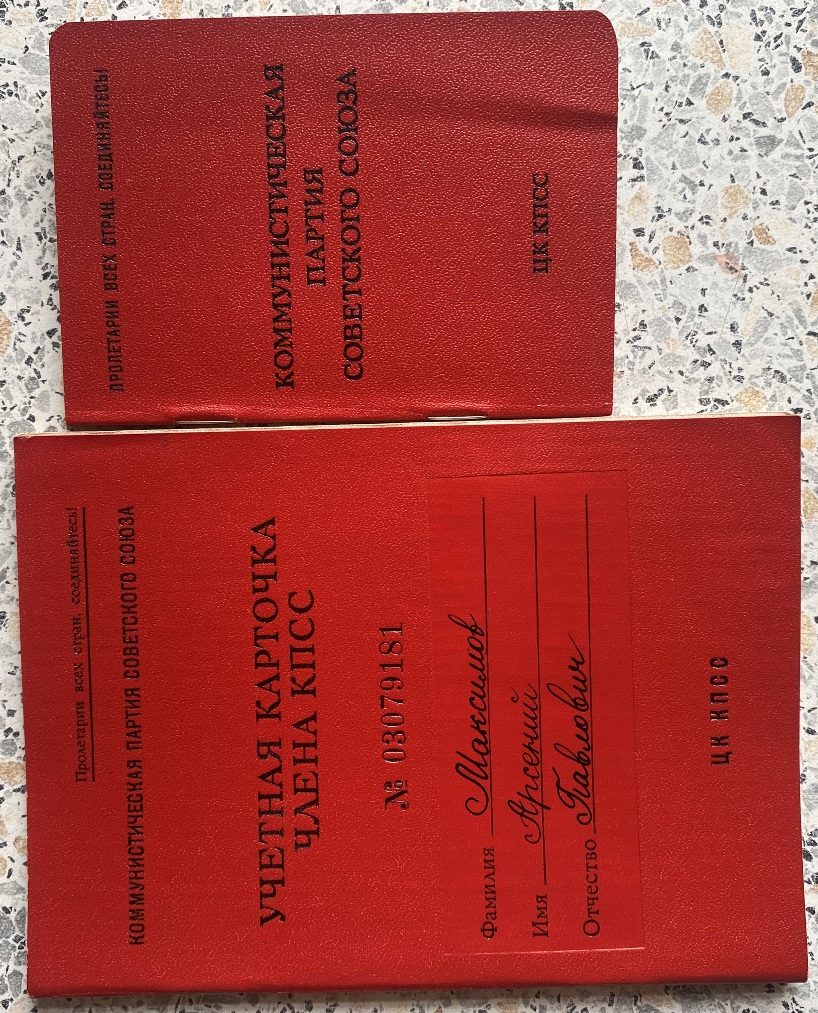 ПРОЛЕТАРИИ ВСЕХ СТРАН, СОЕДИНЯЙТЕСЬ!
КОММУНИСТИЧЕСКАЯ
ПАРТИЯ
СОВЕТСКОГО СОЮЗА
ЦК КПСС
Пролетарии всех стран, соединяйтесь!
КОММУНИСТИЧЕСКАЯ ПАРТИЯ СОВЕТСКОГО СОЮЗА
УЧЕТНАЯ КАРТОЧКА
ЧЛЕНА КПСС
№ 03079181
Фамилия Максимов
Имя Арсений
Отчество Павлович
ЦК КПСС